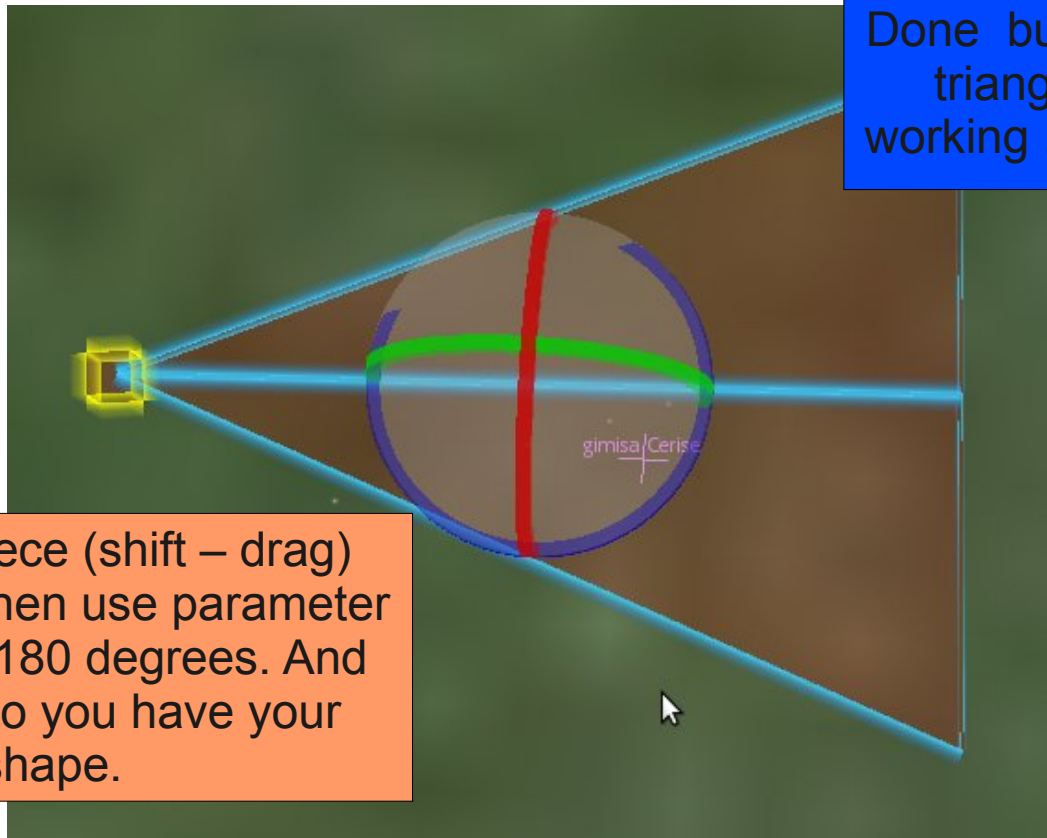 Done bu
triang
working
gimisa Cerise
ece (shift – drag)
hen use parameter
180 degrees. And
o you have your
shape.